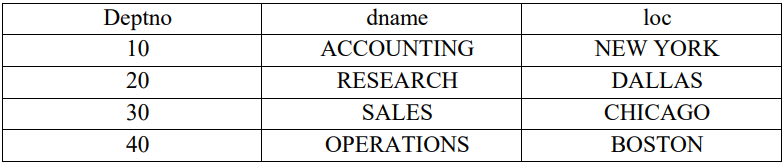 Deptno dname loc
10 ACCOUNTING NEW YORK
20 RESEARCH DALLAS
30 SALES CHICAGO
40 OPERATIONS BOSTON